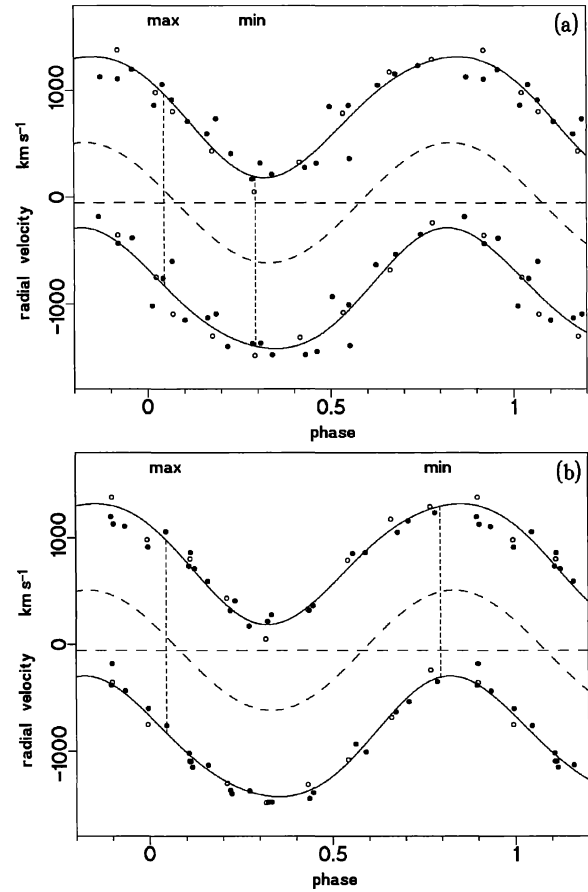 max min (a)
1000
0
-1000
radial velocity km s⁻¹
0 0.5 1
phase
max min (b)
1000
0
-1000
radial velocity km s⁻¹
0 0.5 1
phase